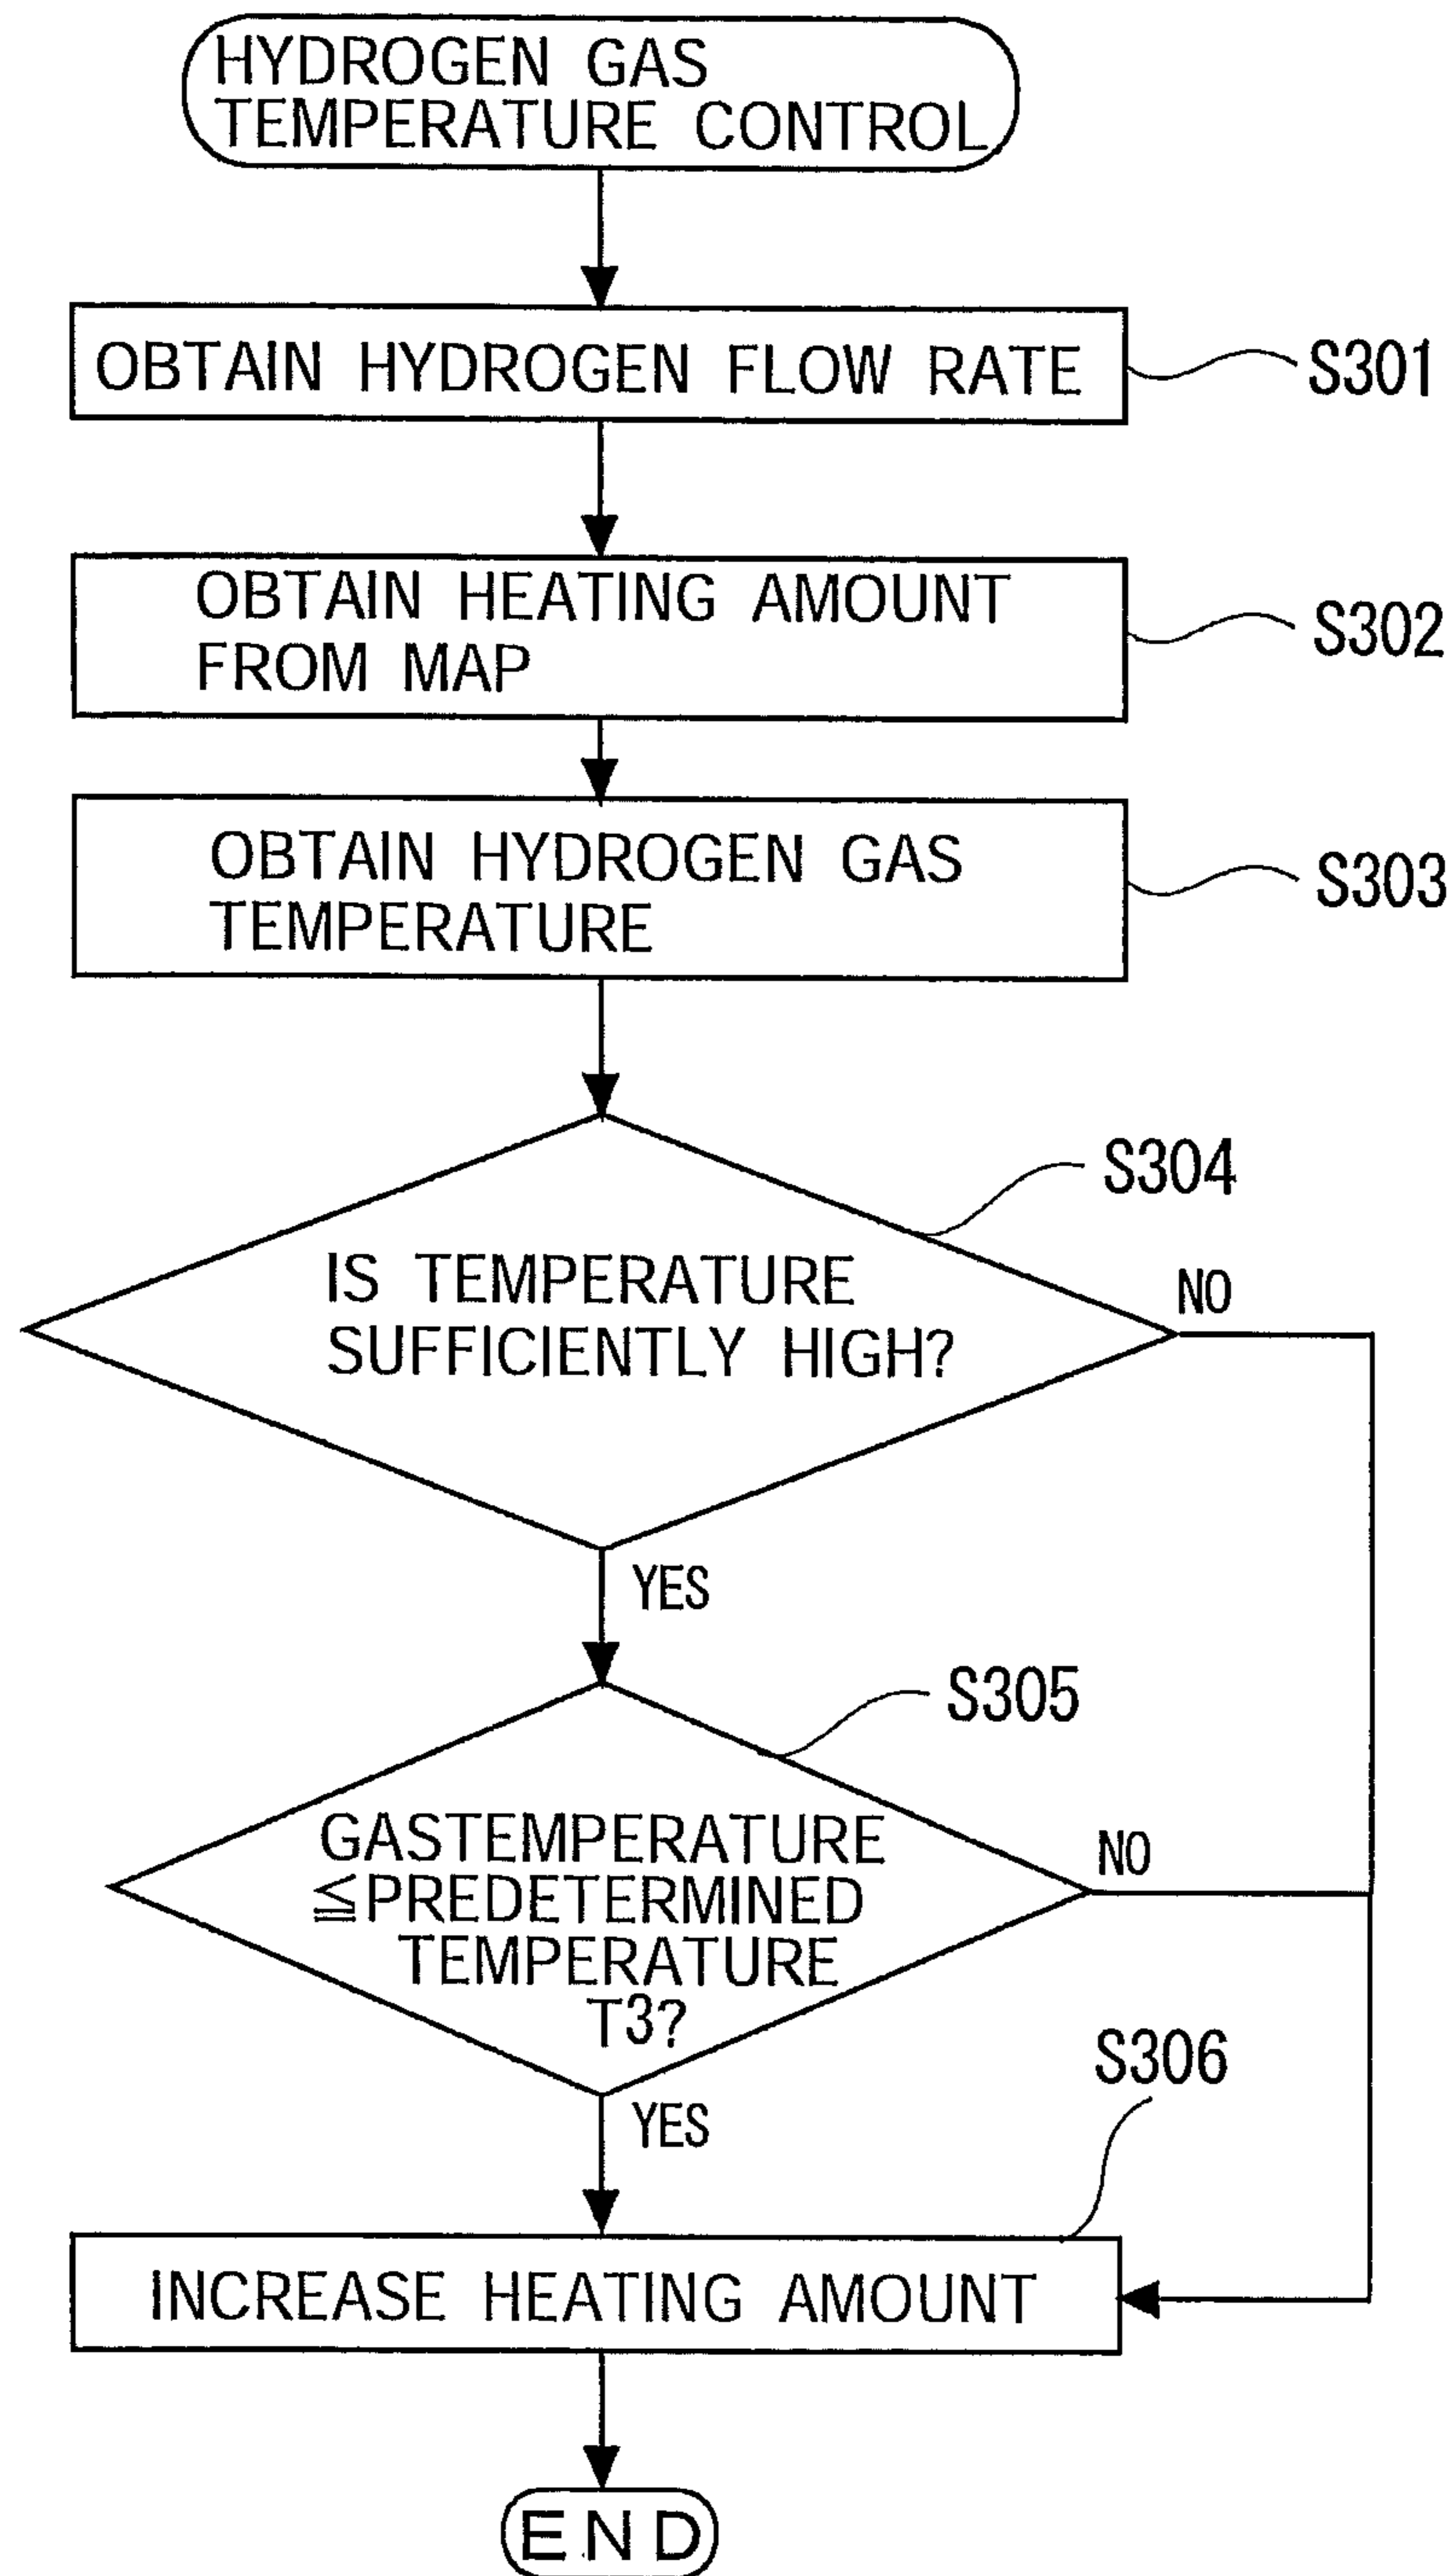 HYDROGEN GAS
TEMPERATURE CONTROL
OBTAIN HYDROGEN FLOW RATE
S301
OBTAIN HEATING AMOUNT
FROM MAP
S302
OBTAIN HYDROGEN GAS
TEMPERATURE
S303
S304
IS TEMPERATURE
SUFFICIENTLY HIGH?
NO
YES
S305
GASTEMPERATURE
≦PREDETERMINED
TEMPERATURE
T3?
NO
YES
S306
INCREASE HEATING AMOUNT
END